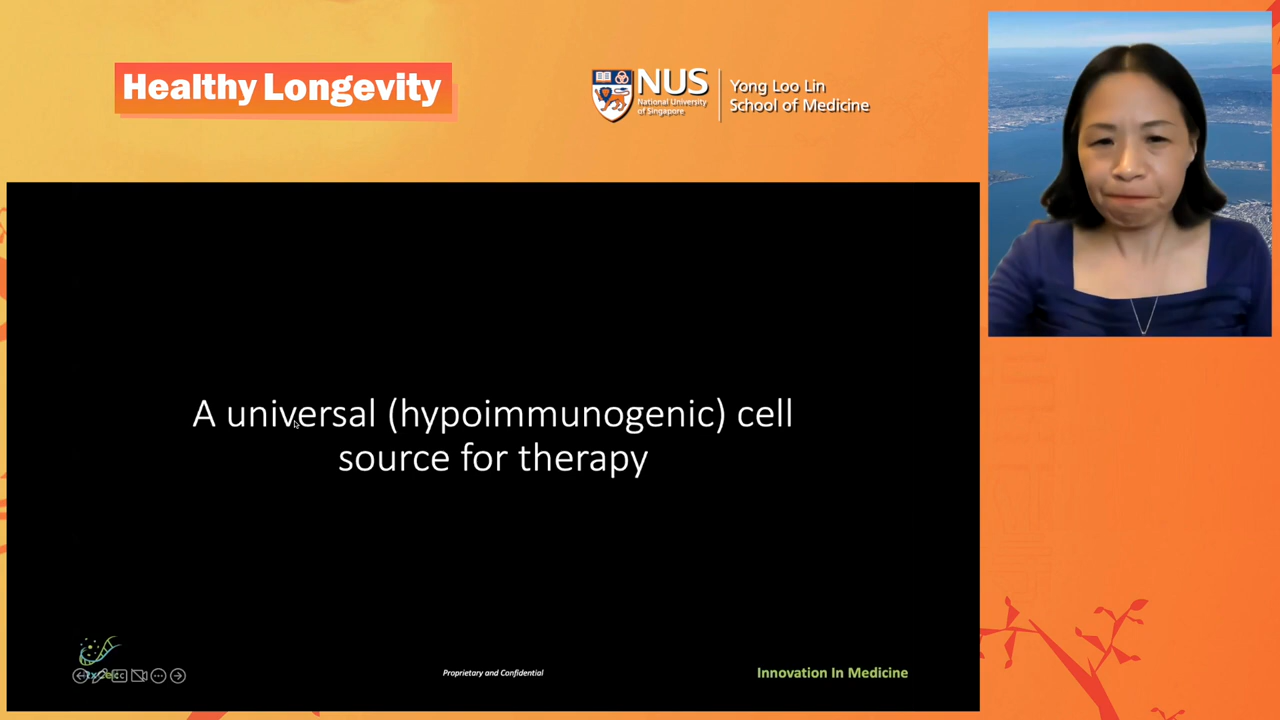 Healthy Longevity
NUS
National University
of Singapore
Yong Loo Lin
School of Medicine
A universal (hypoimmunogenic) cell
source for therapy
Proprietary and Confidential
Innovation In Medicine